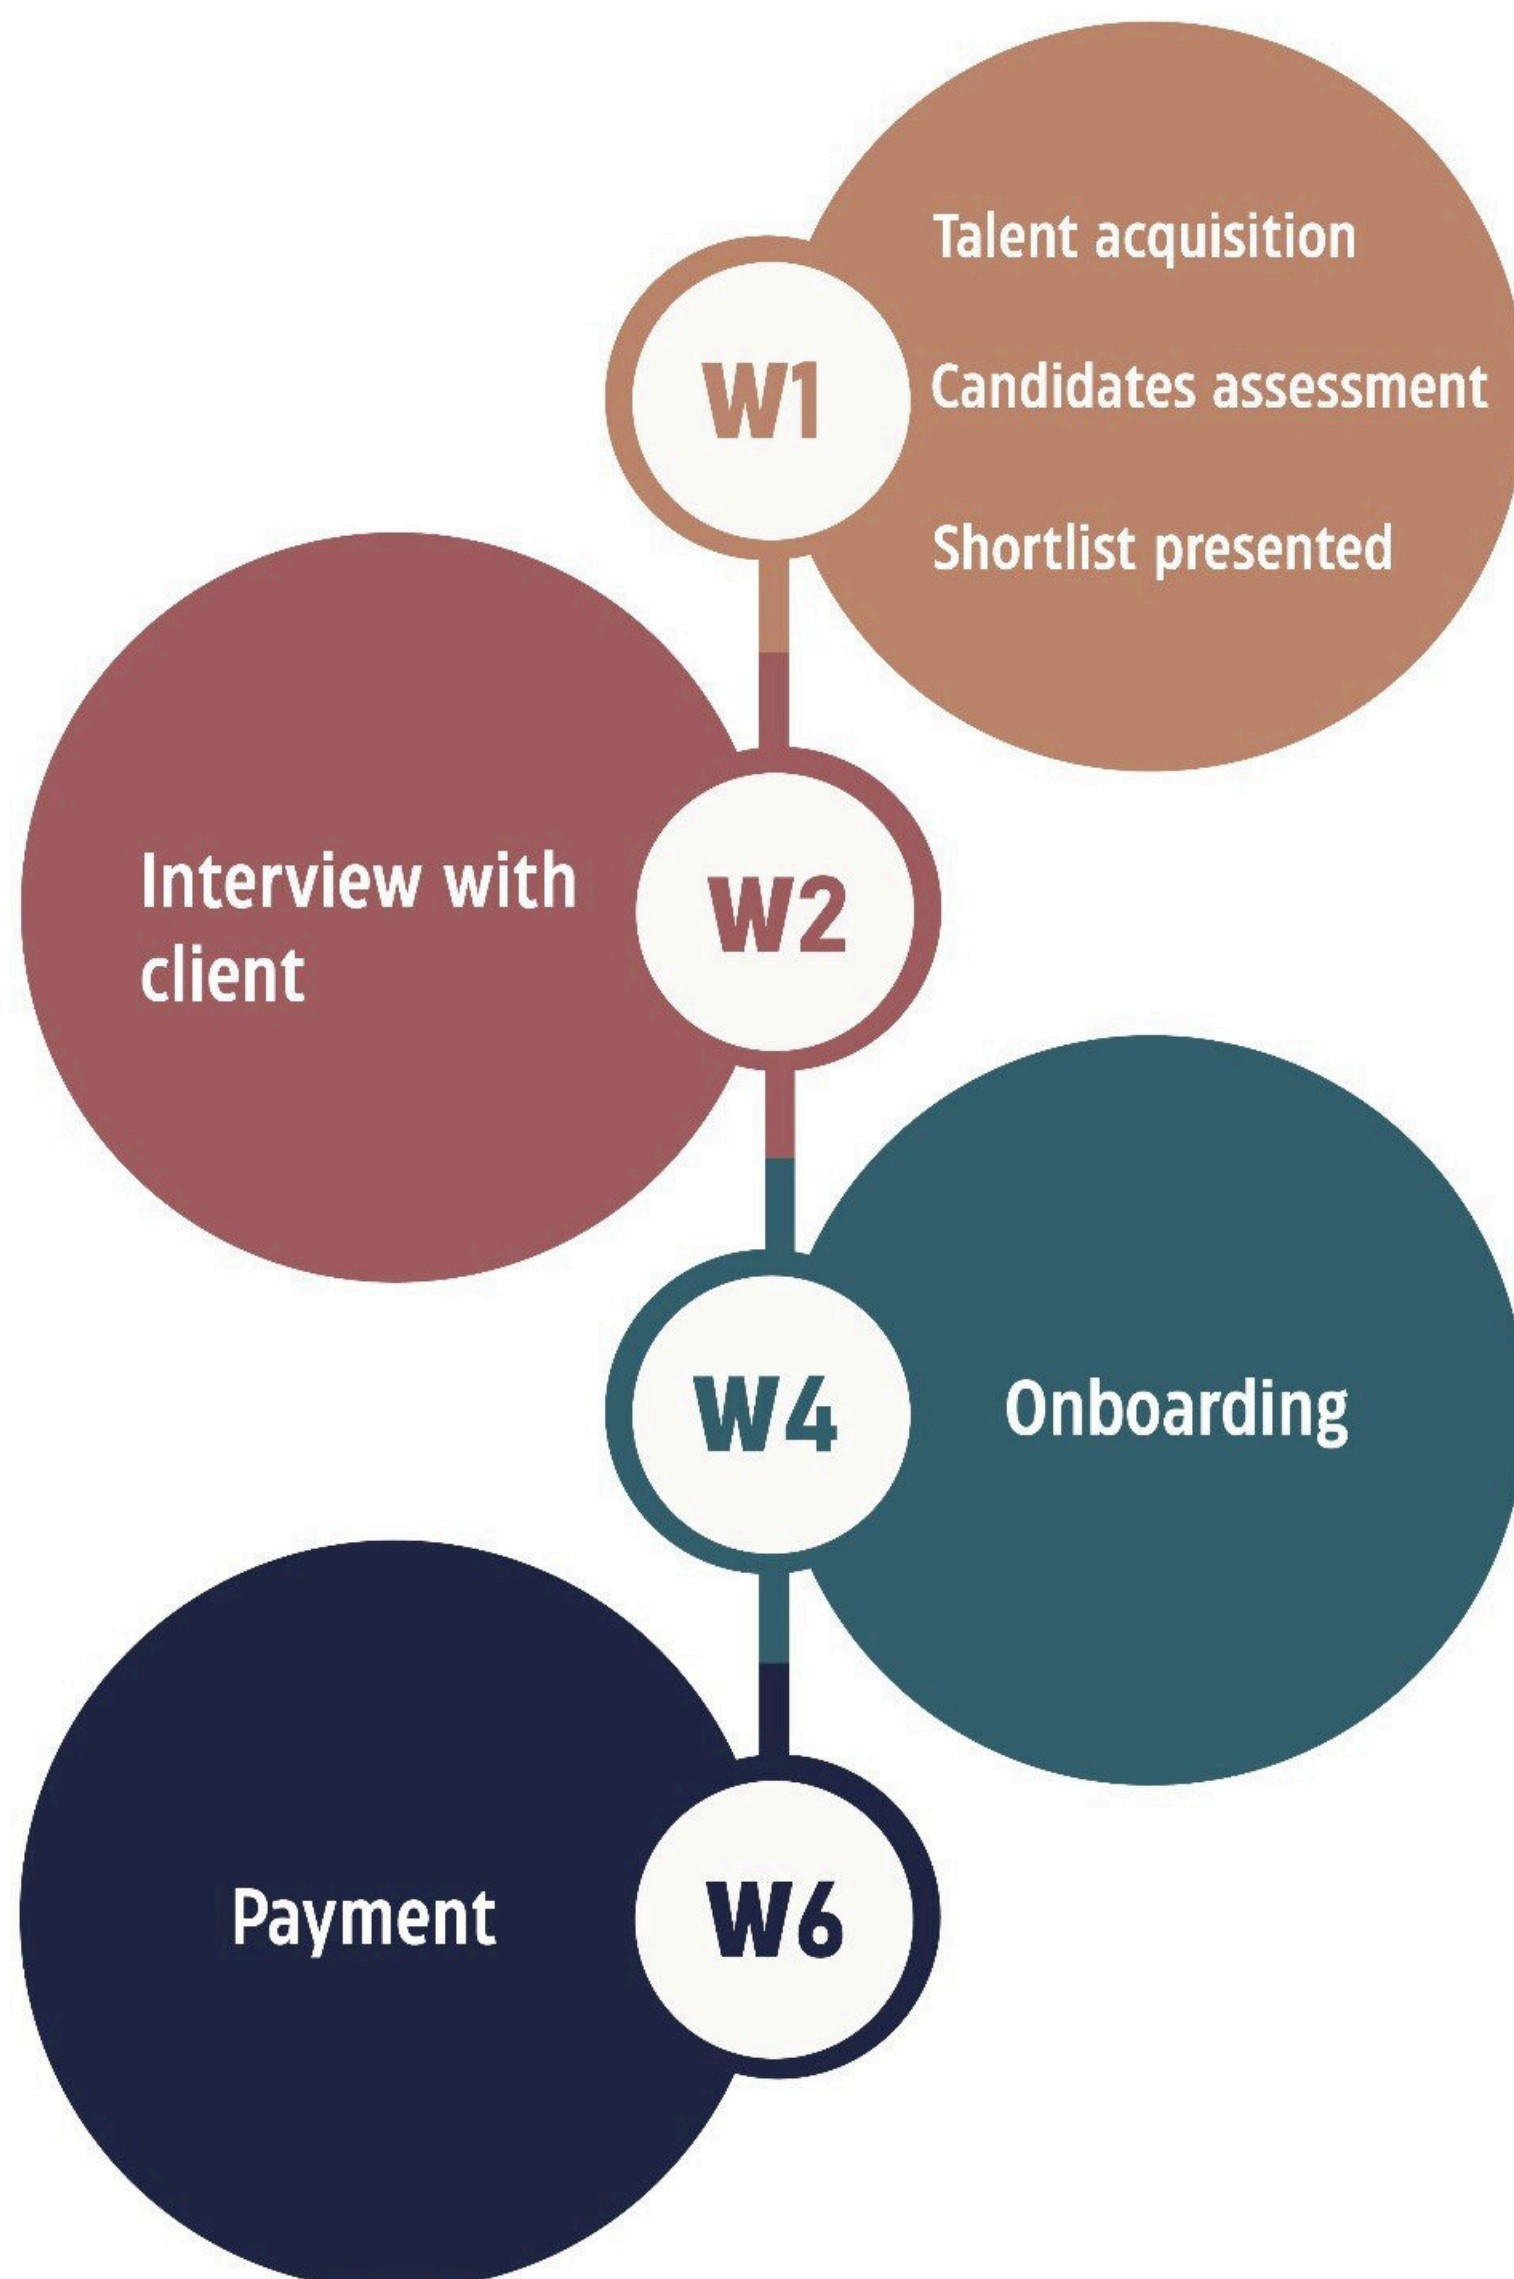 Talent acquisition
W1
Candidates assessment
Shortlist presented
Interview with
client
W2
W4
Onboarding
Payment
W6